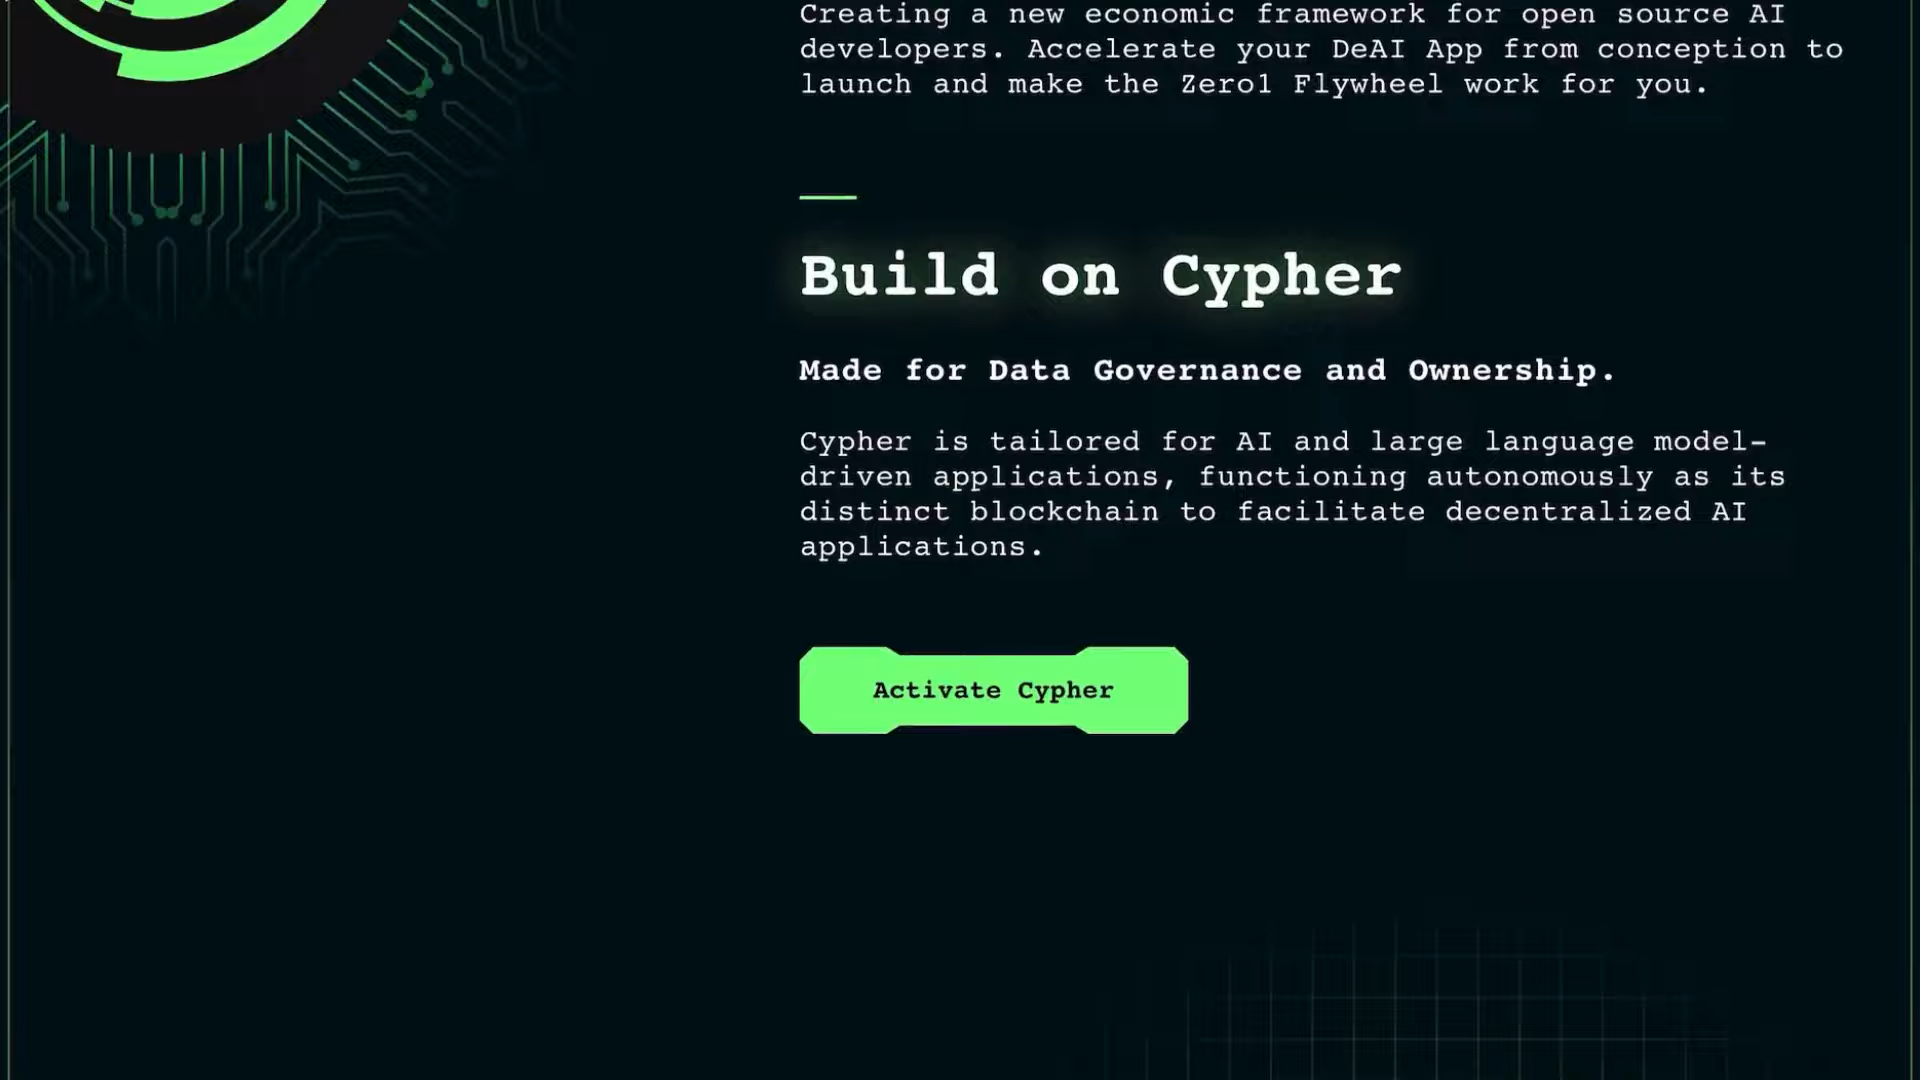 Creating a new economic framework for open source AI
developers. Accelerate your DeAI App from conception to
launch and make the Zero1 Flywheel work for you.
Build on Cypher
Made for Data Governance and Ownership.
Cypher is tailored for AI and large language model-
driven applications, functioning autonomously as its
distinct blockchain to facilitate decentralized AI
applications.
Activate Cypher